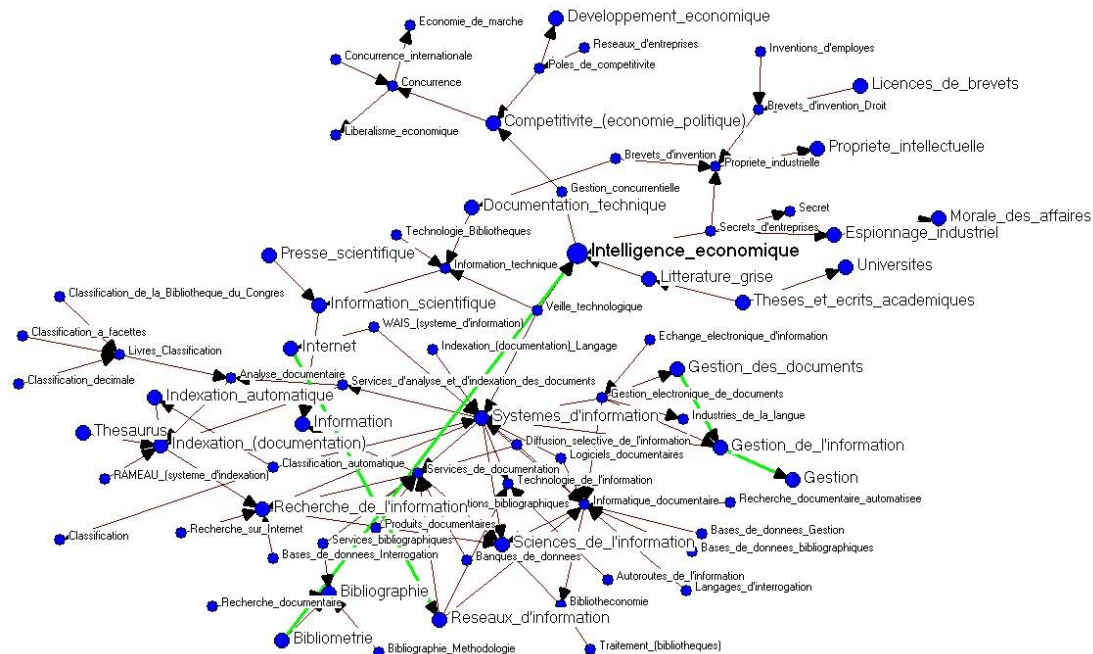 Developpement_economique
Economie_de_marche
Reseaux_d'entreprises
Inventions_d'employes
Concurrence_internationale
Poles_de_competitivite
Concurrence
Licences_de_brevets
Brevets_d'invention_Droit
Competitivite_(economie_politique)
Liberalisme_economique
Propriete_intellectuelle
Brevets_d'invention
Propriete_industrielle
Gestion_concurrentielle
Documentation_technique
Secret
Morale_des_affaires
Technologie_Bibliotheques
Secrets_d'entreprises
Espionnage_industriel
Presse_scientifique
Intelligence_economique
Information_technique
Universites
Litterature_grise
Classification_de_la_Bibliotheque_du_Congres
Information_scientifique
Theses_et_ecrits_academiques
Veille_technologique
WAIS_(systeme_d'information)
Classification_a_facettes
Echange_electronique_d'information
Internet
Indexation_(documentation)_Langage
Livres_Classification
Gestion_des_documents
Analyse_documentaire
Classification_decimale
Services_d'analyse_et_d'indexation_des_documents
Gestion_electronique_de_documents
Indexation_automatique
Systemes_d'information
Industries_de_la_langue
Information
Thesaurus
Indexation_(documentation)
Diffusion_selective_de_l'information
Gestion_de_l'information
Logiciels_documentaires
Classification_automatique
Services_de_documentation
RAMEAU_(systeme_d'indexation)
Technologie_de_l'information
Gestion
Recherche_de_l'information
tions_bibliographiques
Informatique_documentaire
Recherche_documentaire_automatisee
Produits_documentaires
Recherche_sur_Internet
Bases_de_donnees_Gestion
Classification
Services_bibliographiques
Sciences_de_l'information
Bases_de_donnees_bibliographiques
Bases_de_donnees_Interrogation
Banques_de_donnees
Autoroutes_de_l'information
Langages_d'interrogation
Bibliographie
Recherche_documentaire
Bibliotheconomie
Reseaux_d'information
Bibliometrie
Bibliographie_Methodologie
Traitement_(bibliotheques)